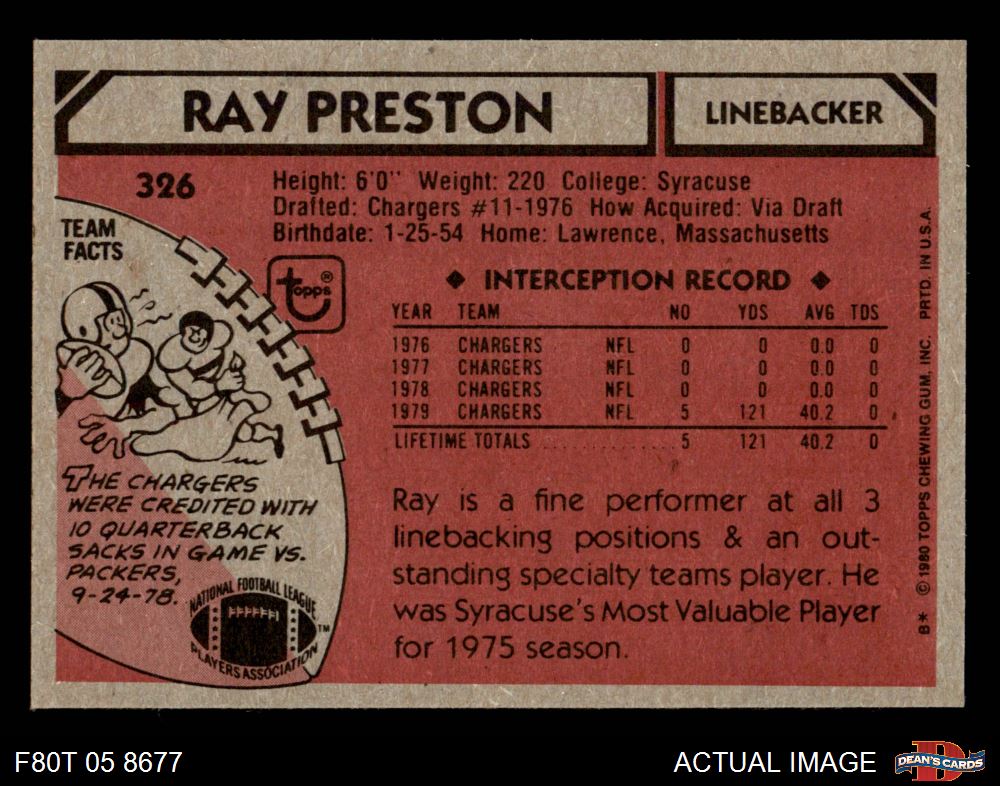 RAY PRESTON
LINEBACKER
326
Height: 6'0" Weight: 220 College: Syracuse
Drafted: Chargers #11-1976 How Acquired: Via Draft
Birthdate: 1-25-54 Home: Lawrence, Massachusetts
TEAM
FACTS
topps®
◆ INTERCEPTION RECORD ◆
YEAR TEAM NO YDS AVG TDS
1976 CHARGERS NFL 0 0 0.0 0
1977 CHARGERS NFL 0 0 0.0 0
1978 CHARGERS NFL 0 0 0.0 0
1979 CHARGERS NFL 5 121 40.2 0
LIFETIME TOTALS . . . . . . . . . . . . . . . . 5 121 40.2 0
THE CHARGERS
WERE CREDITED WITH
10 QUARTERBACK
SACKS IN GAME VS.
PACKERS,
9-24-78.
NATIONAL FOOTBALL LEAGUE
PLAYERS ASSOCIATION
TM
Ray is a fine performer at all 3
linebacking positions & an out-
standing specialty teams player. He
was Syracuse's Most Valuable Player
for 1975 season.
B* © 1980 TOPPS CHEWING GUM, INC. PRTD. IN U.S.A.
F80T 05 8677
ACTUAL IMAGE
D
DEAN'S CARDS